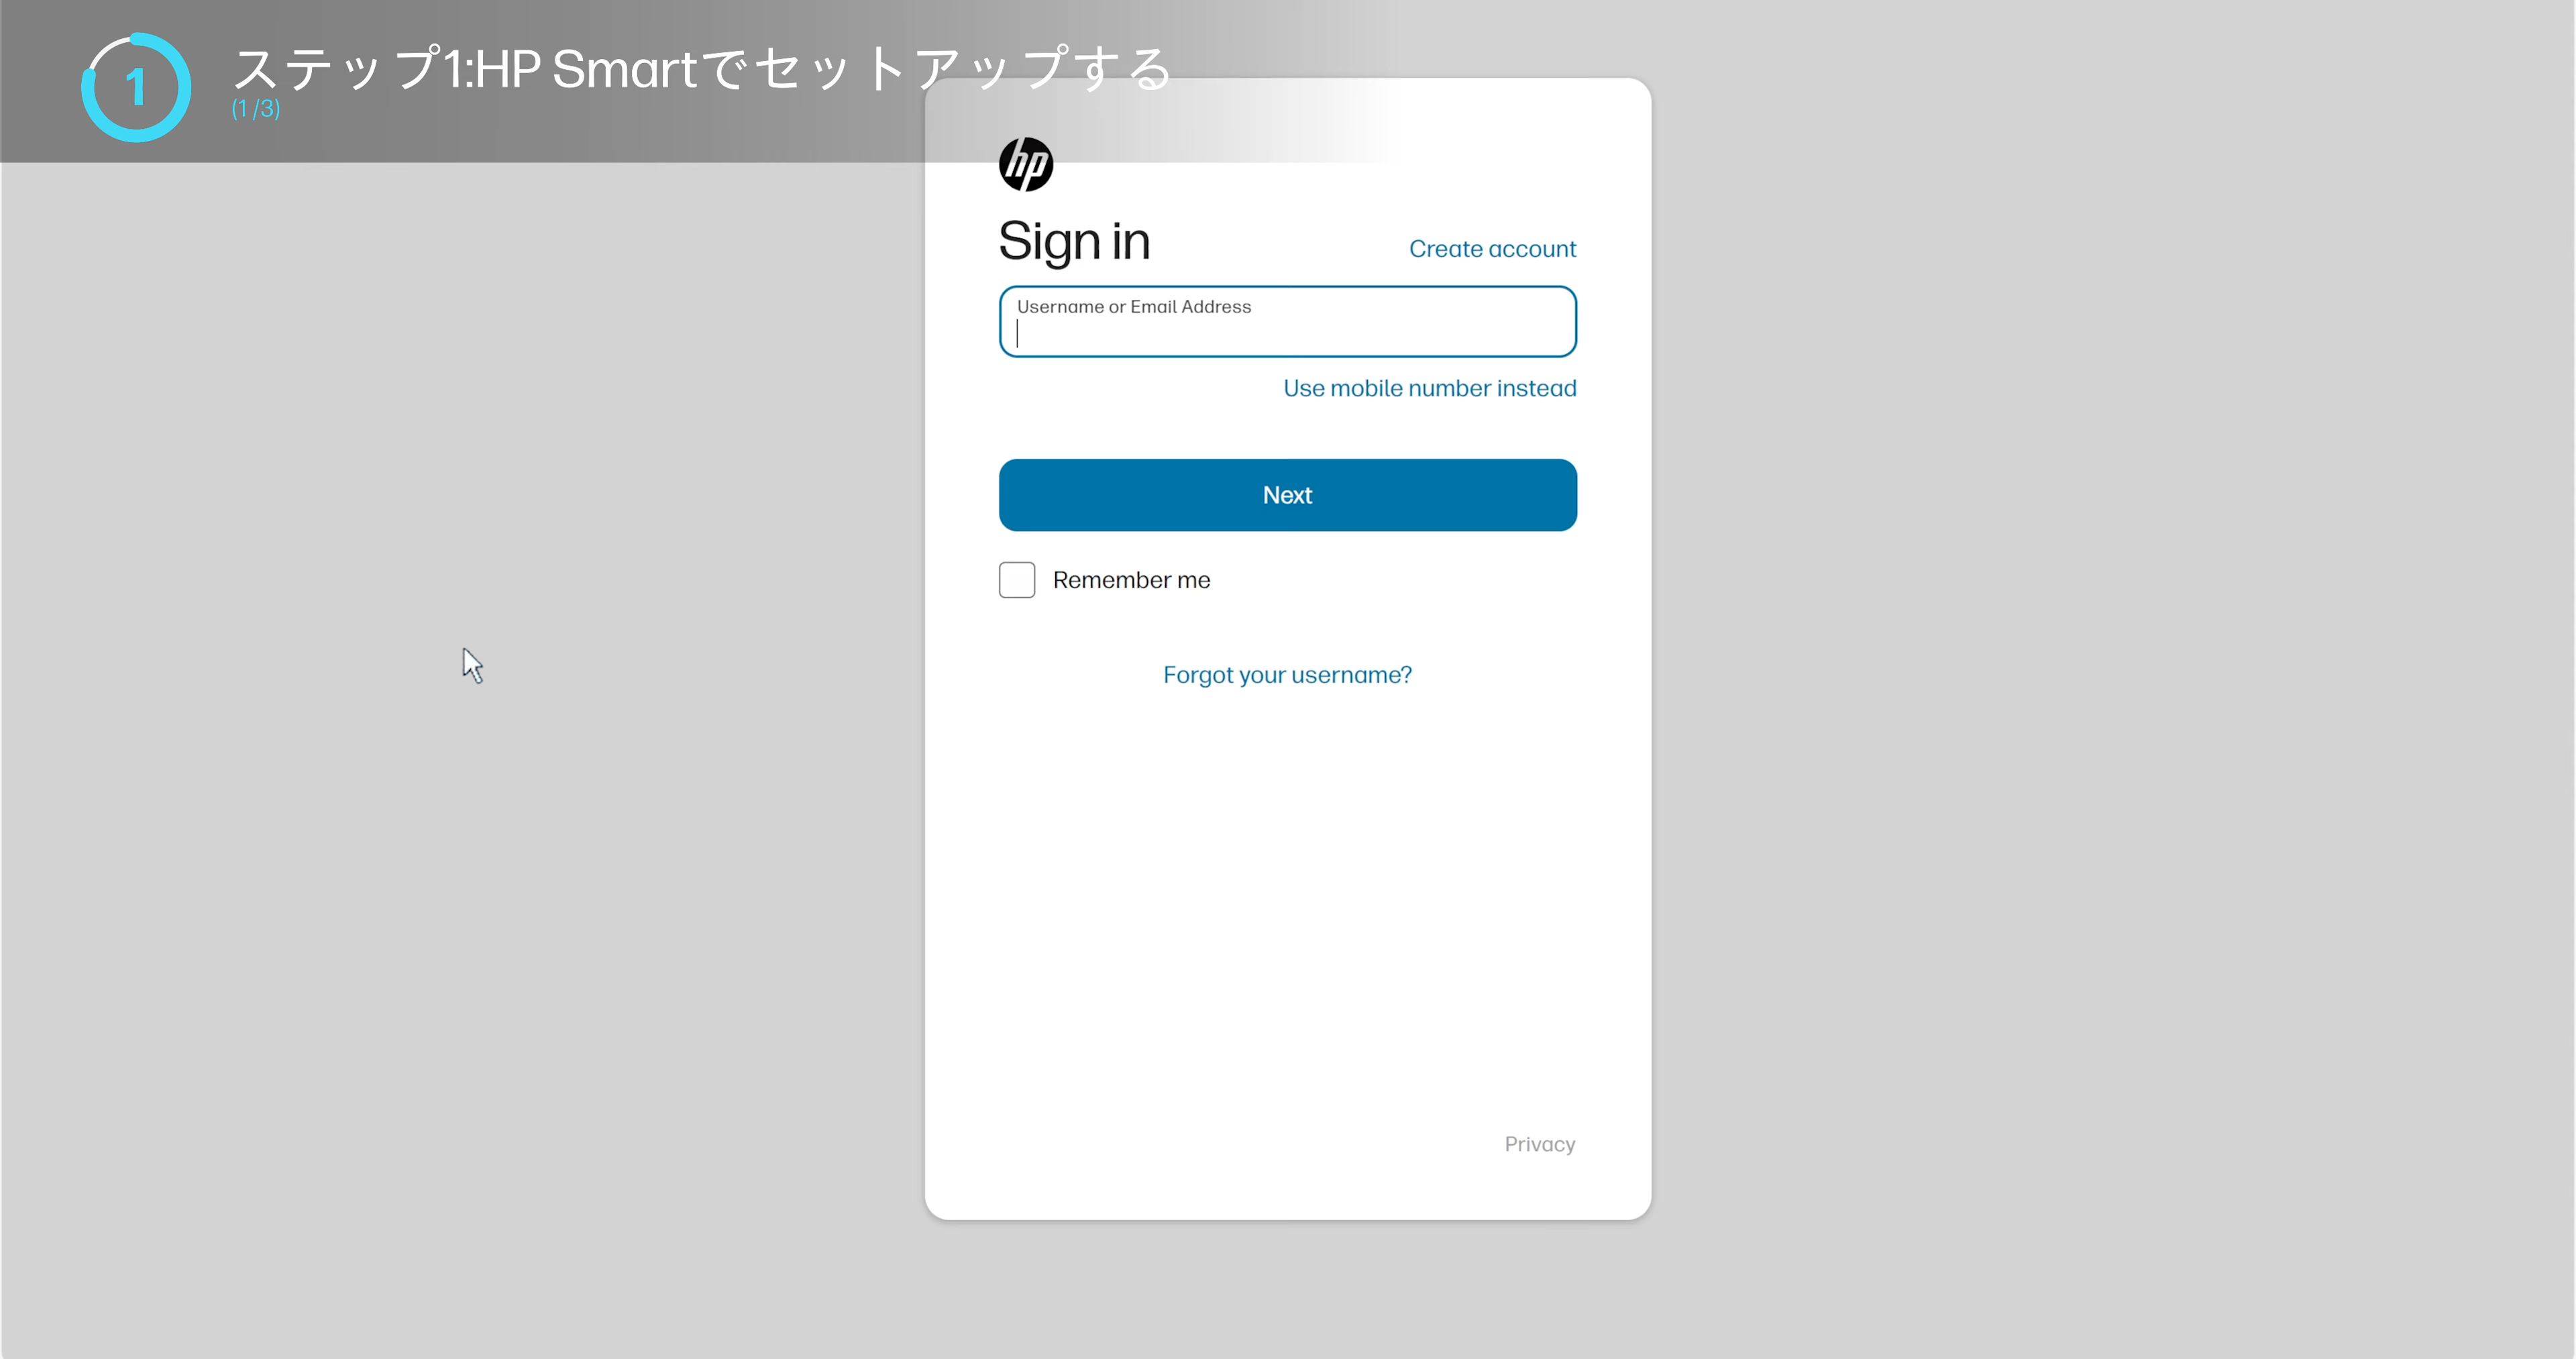 1
ステップ1:HP Smartでセットアップする
(1/3)
hp
Sign in
Create account
Username or Email Address
Use mobile number instead
Next
Remember me
Forgot your username?
Privacy